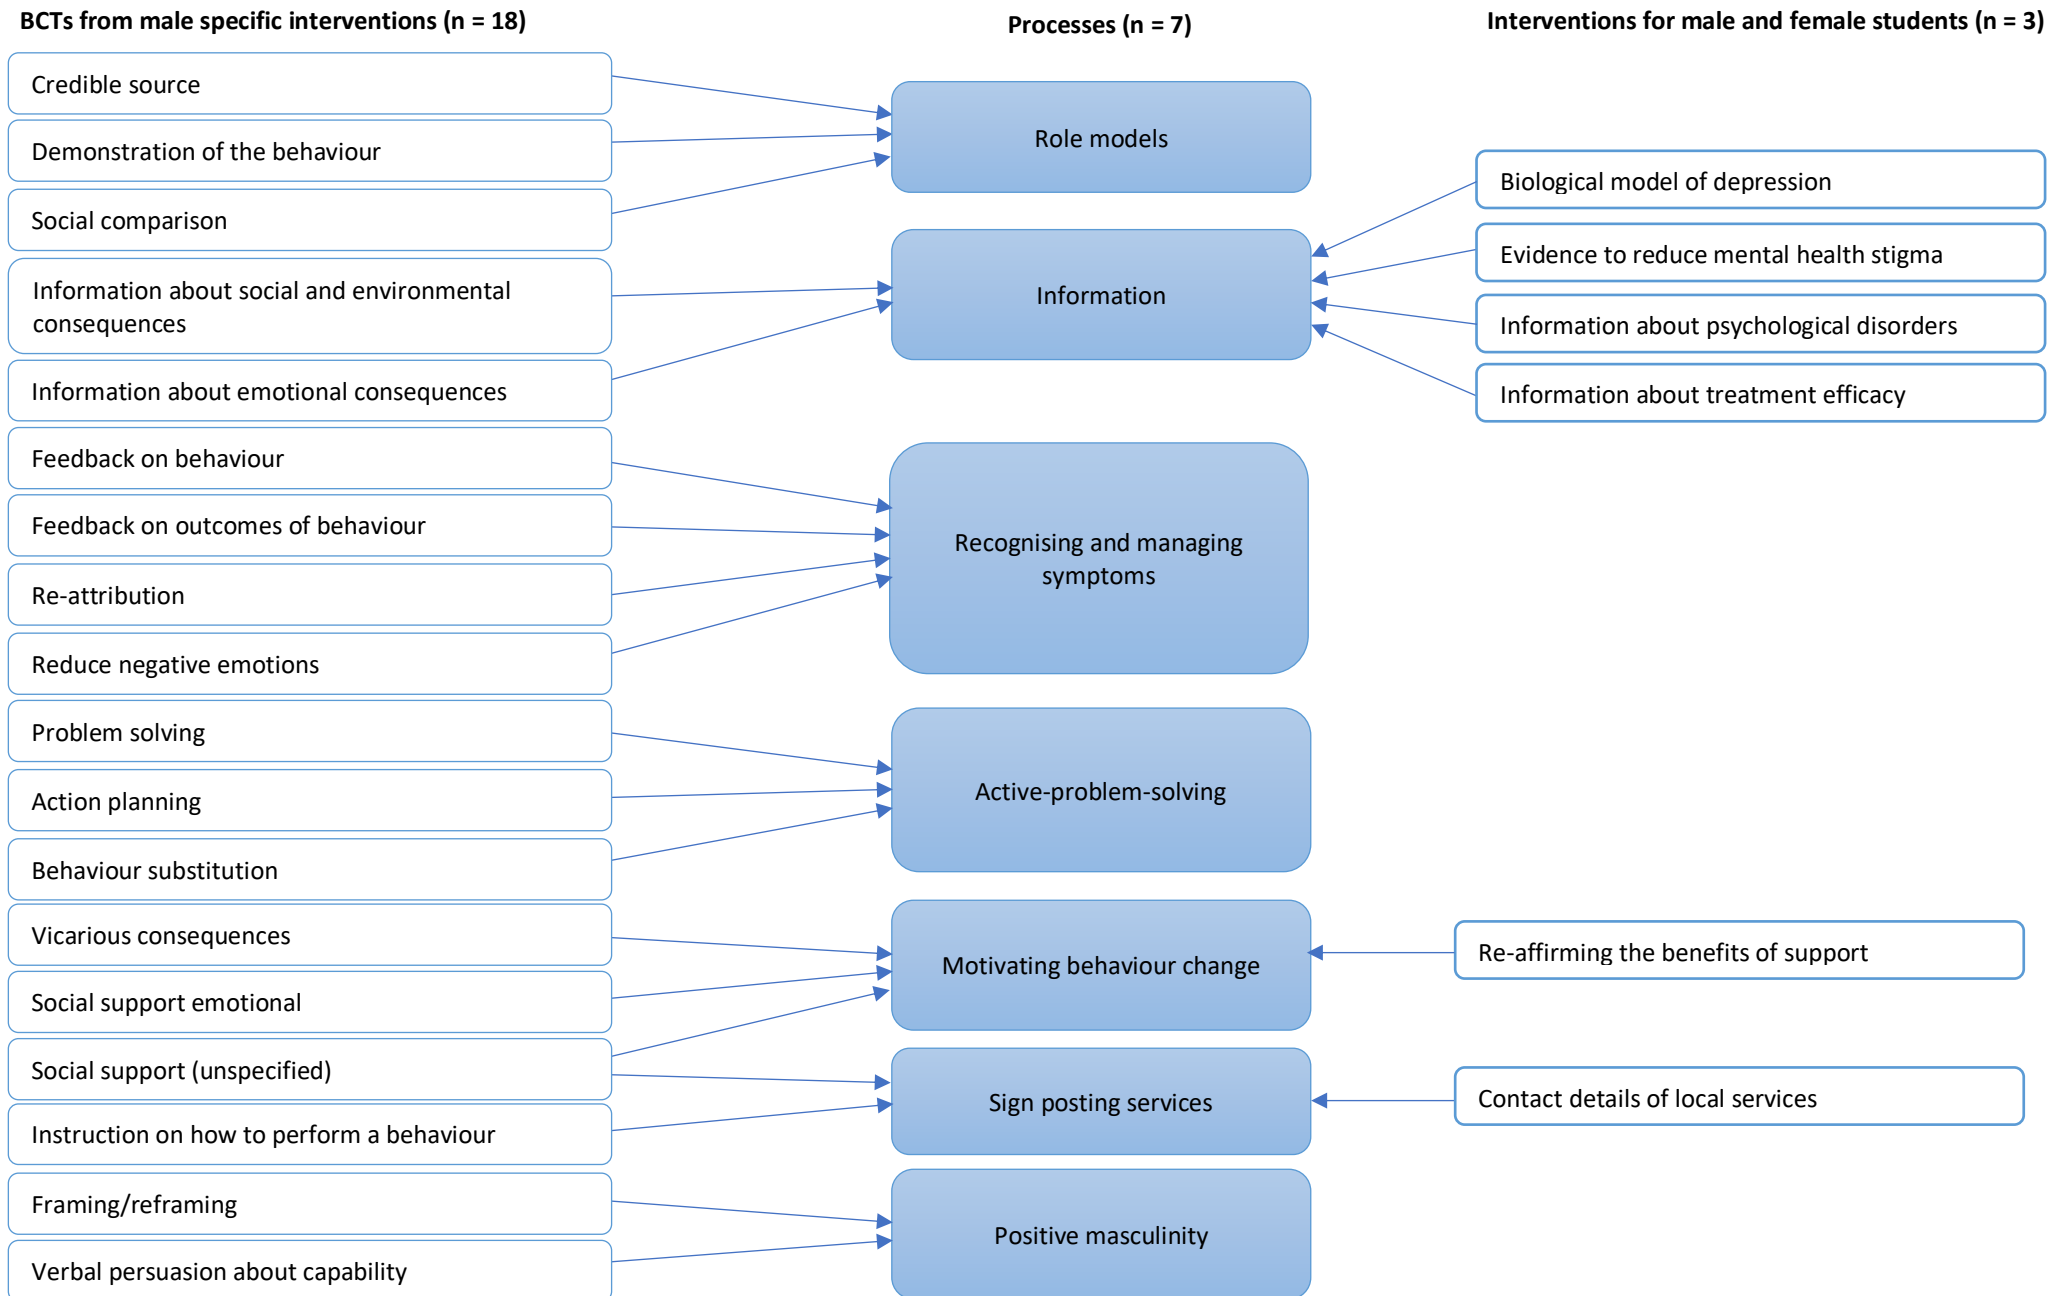 BCTs from male specific interventions (n = 18)
Processes (n = 7)
Interventions for male and female students (n = 3)
Credible source
Demonstration of the behaviour
Social comparison
Information about social and environmental
consequences
Information about emotional consequences
Feedback on behaviour
Feedback on outcomes of behaviour
Re-attribution
Reduce negative emotions
Problem solving
Action planning
Behaviour substitution
Vicarious consequences
Social support emotional
Social support (unspecified)
Instruction on how to perform a behaviour
Framing/reframing
Verbal persuasion about capability
Role models
Information
Recognising and managing
symptoms
Active-problem-solving
Motivating behaviour change
Sign posting services
Positive masculinity
Biological model of depression
Evidence to reduce mental health stigma
Information about psychological disorders
Information about treatment efficacy
Re-affirming the benefits of support
Contact details of local services